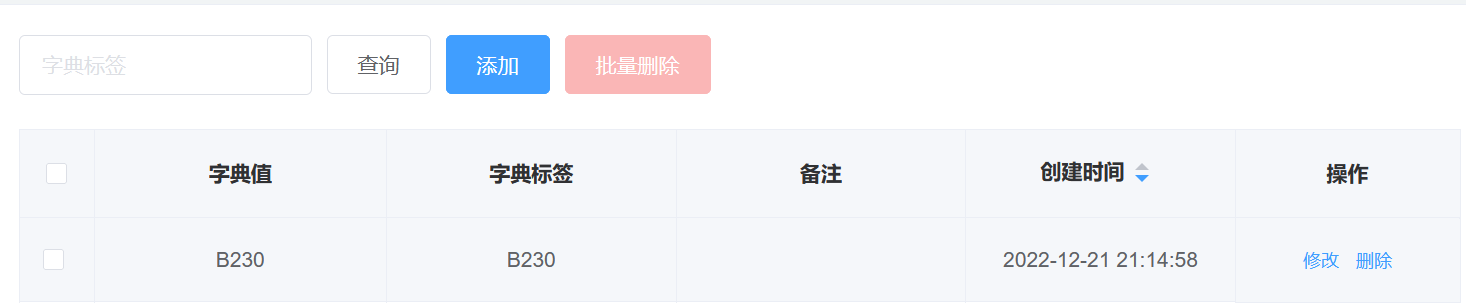 字典标签 查询 添加 批量删除
字典值 字典标签 备注 创建时间 操作
B230 B230 2022-12-21 21:14:58 修改 删除